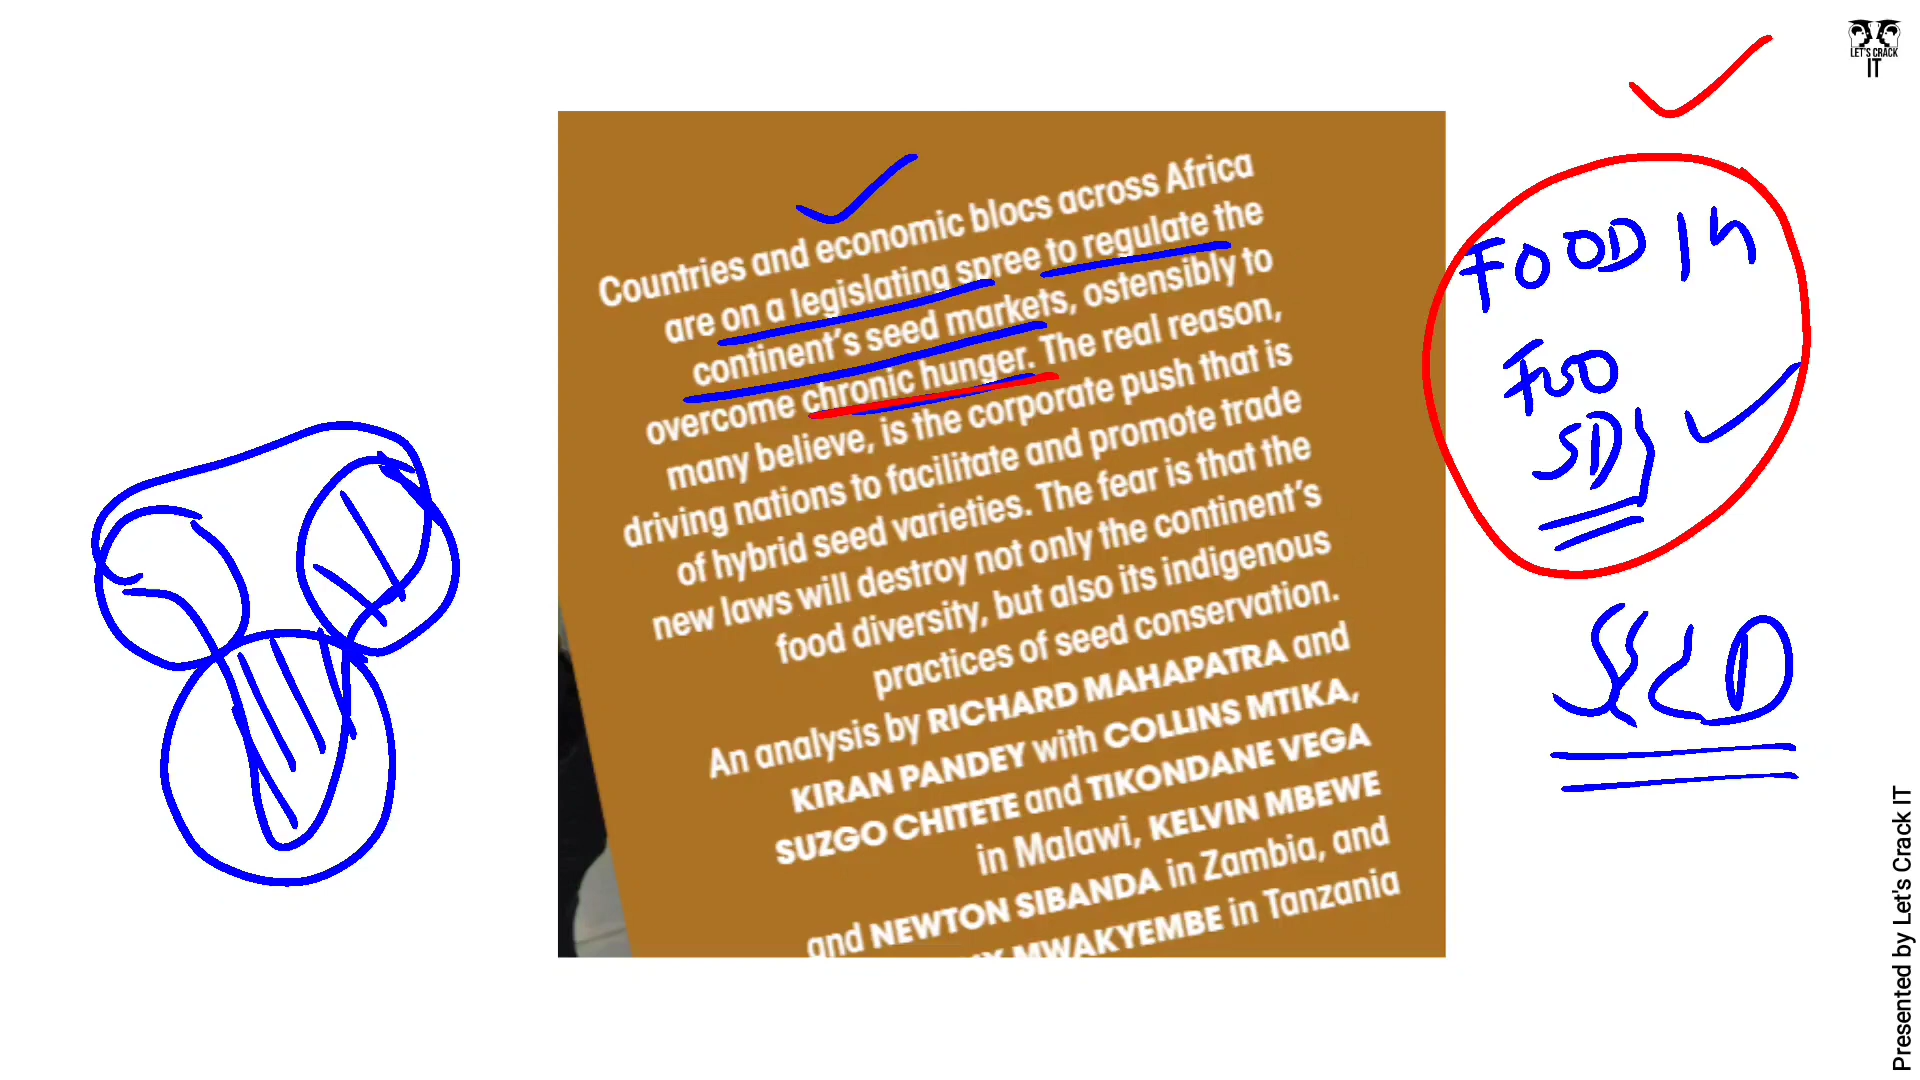 LET'S CRACK
IT
Countries and economic blocs across Africa
are on a legislating spree to regulate the
continent's seed markets, ostensibly to
overcome chronic hunger. The real reason,
many believe, is the corporate push that is
driving nations to facilitate and promote trade
of hybrid seed varieties. The fear is that the
new laws will destroy not only the continent's
food diversity, but also its indigenous
practices of seed conservation.
An analysis by RICHARD MAHAPATRA and
KIRAN PANDEY with COLLINS MTIKA,
SUZGO CHITETE and TIKONDANE VEGA
in Malawi, KELVIN MBEWE
and NEWTON SIBANDA in Zambia, and
MWAKYEMBE in Tanzania
FOOD In
Presented by Let's Crack IT